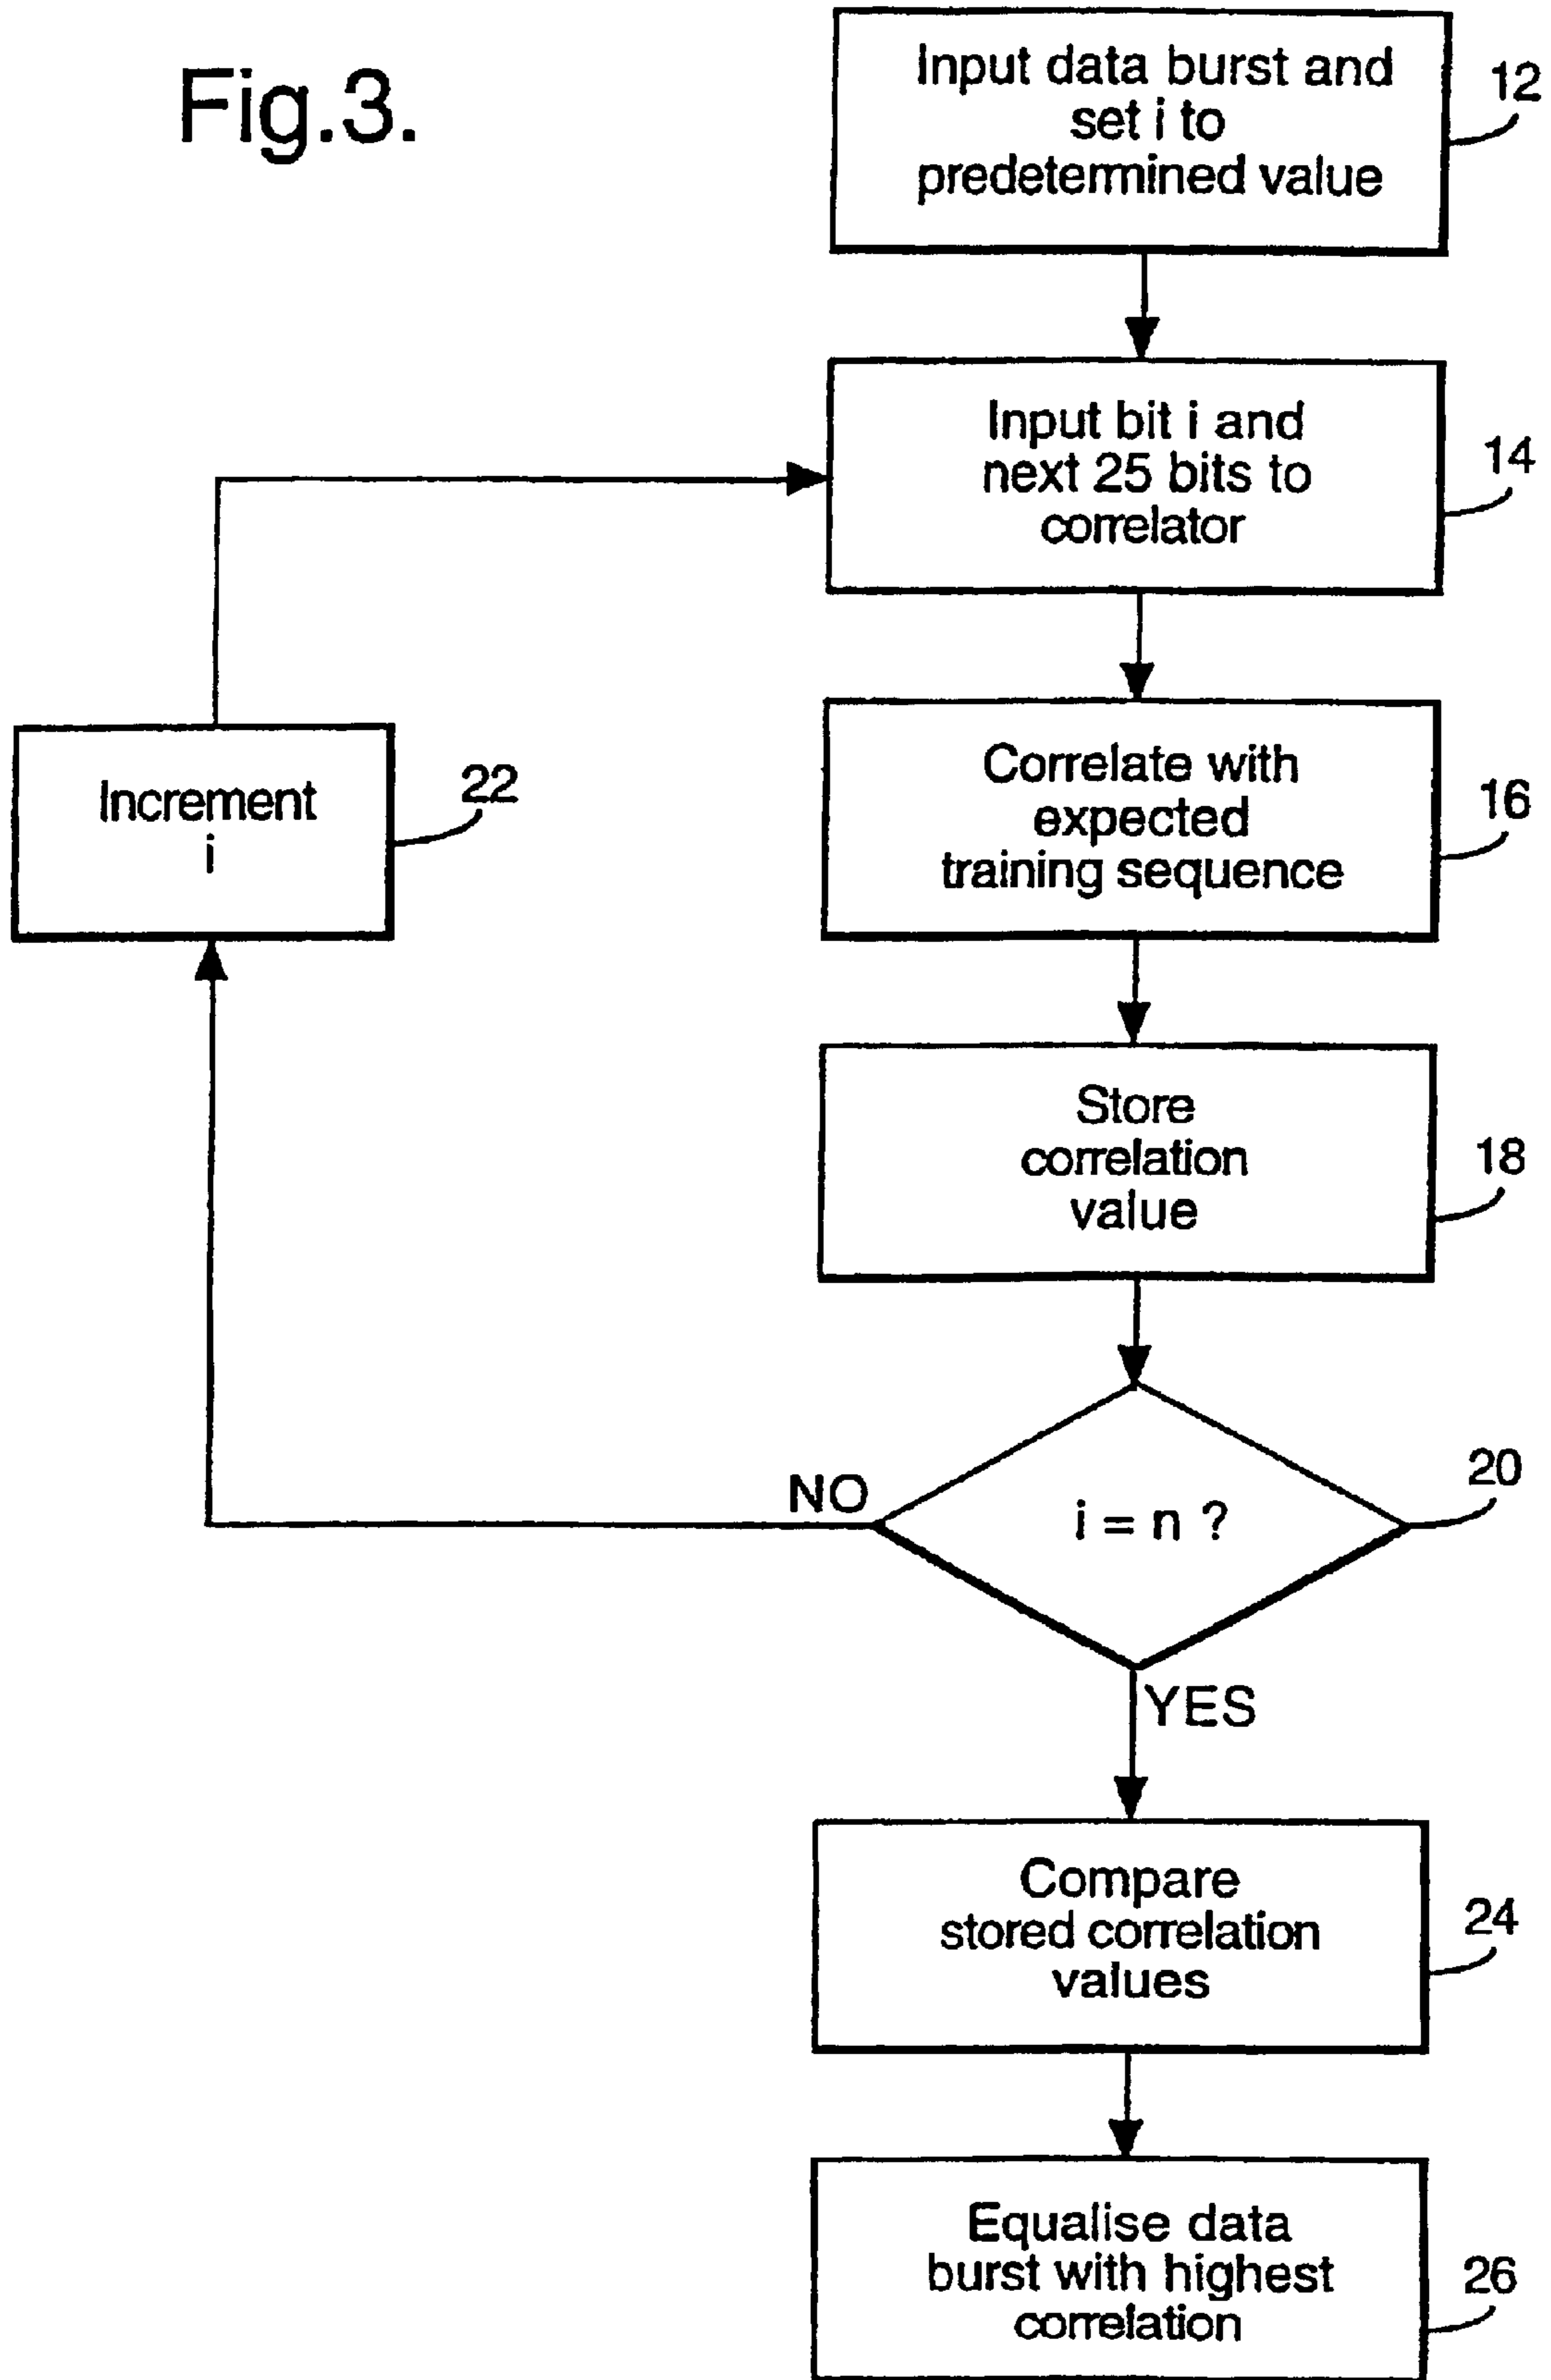 Fig.3.
Input data burst and
set i to
predetermined value
12
Input bit i and
next 25 bits to
correlator
14
Correlate with
expected
training sequence
16
Increment
i
22
Store
correlation
value
18
i = n ?
20
NO
YES
Compare
stored correlation
values
24
Equalise data
burst with highest
correlation
26